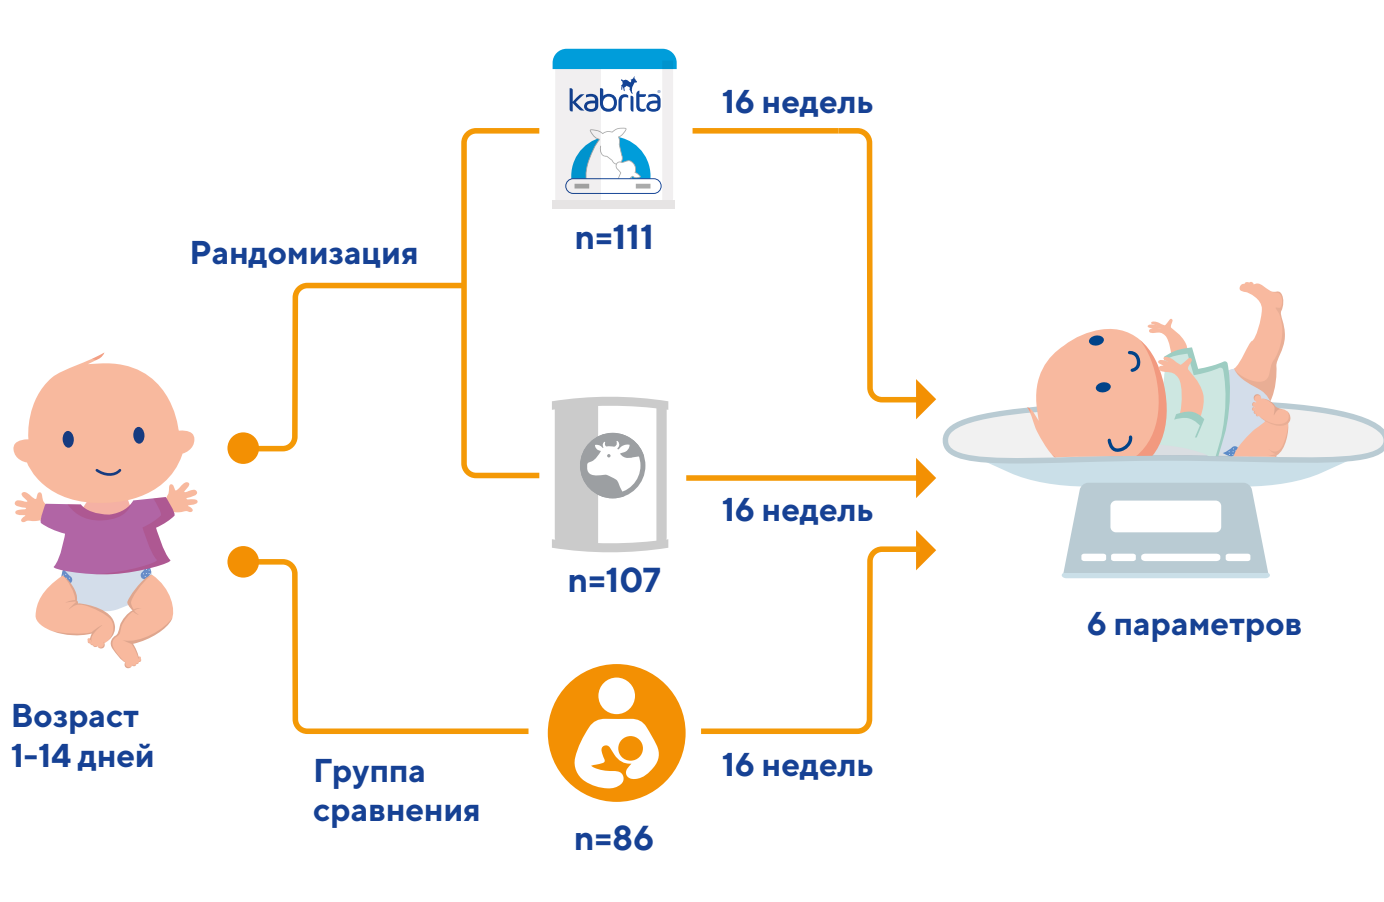 kabrita
16 недель
n=111
Рандомизация
16 недель
n=107
6 параметров
Возраст
1-14 дней
Группа
сравнения
16 недель
n=86